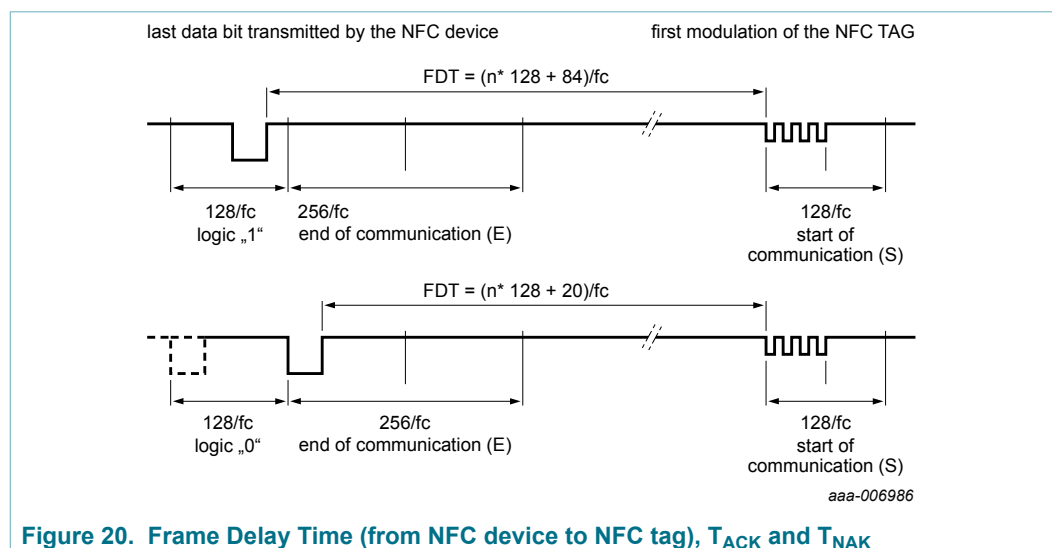 last data bit transmitted by the NFC device first modulation of the NFC TAG
FDT = (n* 128 + 84)/fc
128/fc 256/fc 128/fc
logic „1“ end of communication (E) start of
communication (S)
FDT = (n* 128 + 20)/fc
128/fc 256/fc 128/fc
logic „0“ end of communication (E) start of
communication (S)
aaa-006986
Figure 20. Frame Delay Time (from NFC device to NFC tag), TACK and TNAK